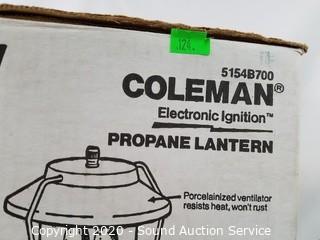 124.
5154B700
COLEMAN®
Electronic Ignition™
PROPANE LANTERN
Porcelainized ventilator
resists heat, won't rust
Copyright 2020 - Sound Auction Service